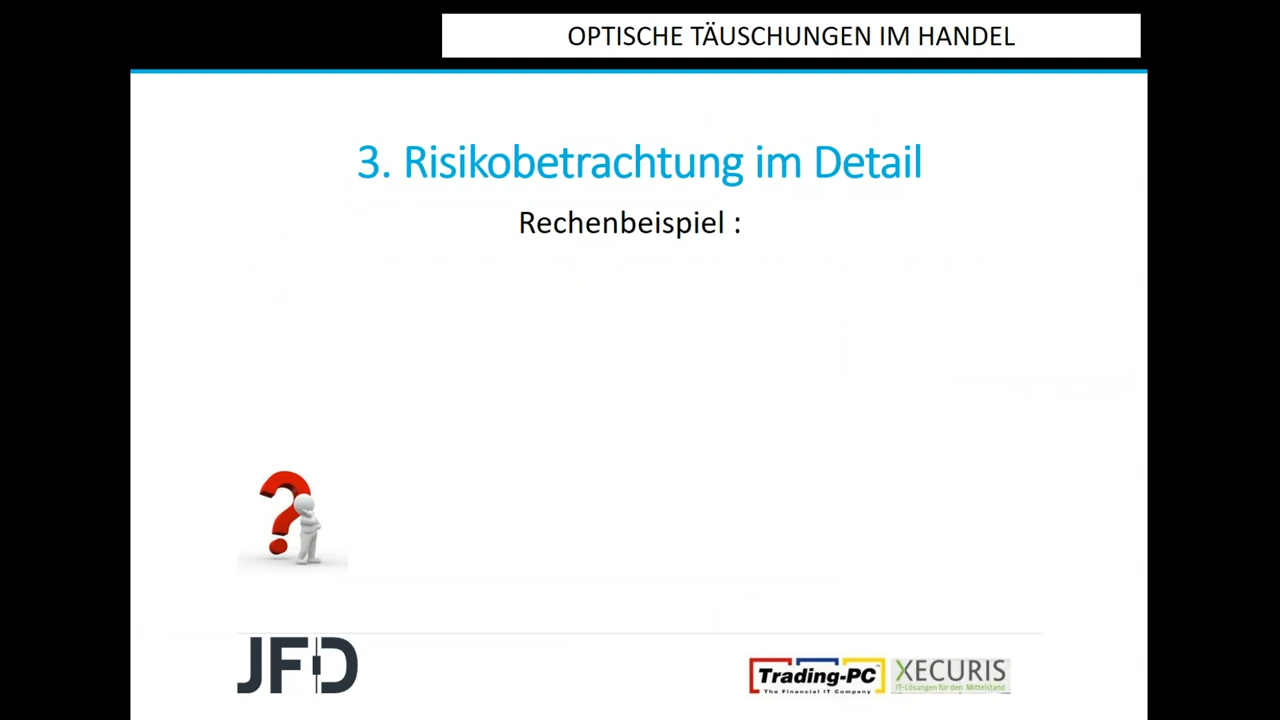 OPTISCHE TÄUSCHUNGEN IM HANDEL
3. Risikobetrachtung im Detail
Rechenbeispiel :
JFD
Trading-PC™
The Financial IT Company
XECURIS
IT-Lösungen für den Mittelstand